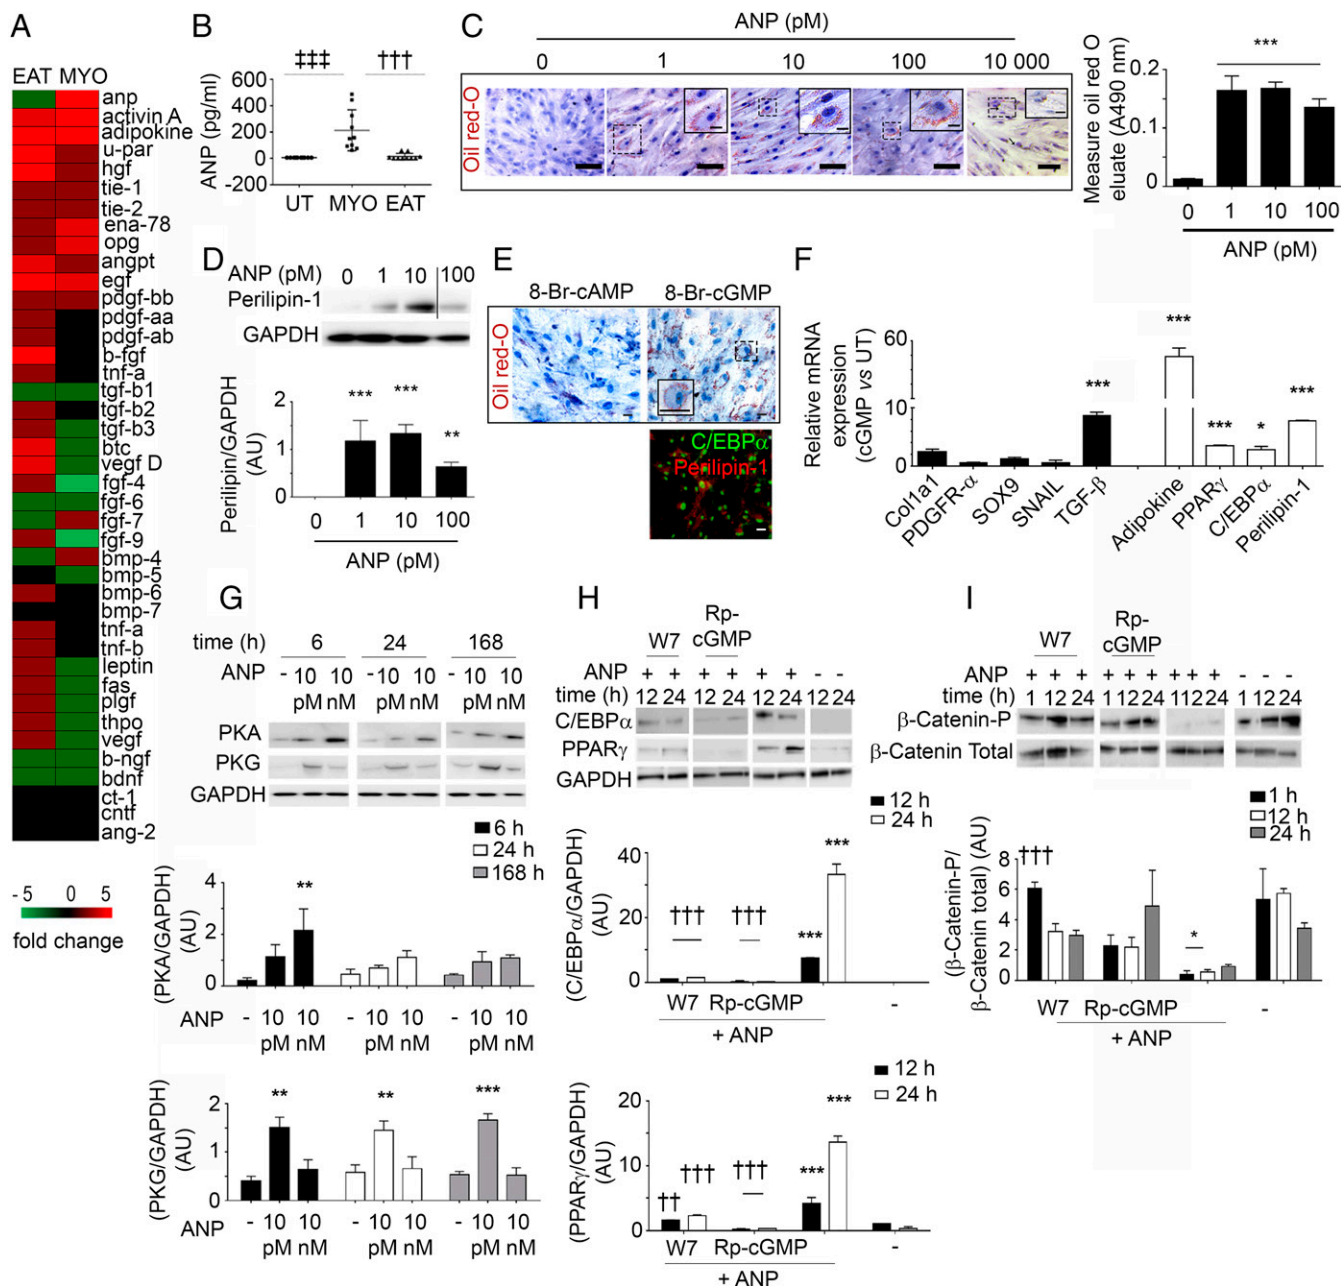 A
EAT MYO
anp
activin A
adipokine
u-par
hgf
tie-1
tie-2
ena-78
opg
angpt
egf
pdgf-bb
pdgf-aa
pdgf-ab
b-fgf
tnf-a
tgf-b1
tgf-b2
tgf-b3
btc
vegf D
fgf-4
fgf-6
fgf-7
fgf-9
bmp-4
bmp-5
bmp-6
bmp-7
tnf-a
tnf-b
leptin
fas
plgf
thpo
vegf
b-ngf
bdnf
ct-1
cntf
ang-2
-5 0 5
fold change
B
‡‡‡ †††
ANP (pg/ml)
600
400
200
0
-200
UT MYO EAT
C
ANP (pM)
0 1 10 100 10 000
Oil red-O
Measure oil red O
eluate (A490 nm)
***
0.2
0.1
0
0 1 10 100
ANP (pM)
D
ANP (pM) 0 1 10 100
Perilipin-1
GAPDH
Perilipin/GAPDH
(AU)
2
1
0
*** *** **
0 1 10 100
ANP (pM)
E
8-Br-cAMP 8-Br-cGMP
Oil red-O
C/EBPα
Perilipin-1
F
Relative mRNA
expression
(cGMP vs UT)
60
10
0
*** *** *** * ***
Col1a1 PDGFR-α SOX9 SNAIL TGF-β Adipokine PPARγ C/EBPα Perilipin-1
G
time (h) 6 24 168
ANP - 10 10 - 10 10 - 10 10
pM nM pM nM pM nM
PKA
PKG
GAPDH
6 h
24 h
168 h
(PKA/GAPDH)
(AU)
4
2
0
**
ANP - 10 10 - 10 10 - 10 10
pM nM pM nM pM nM
(PKG/GAPDH)
(AU)
2
1
0
** ** ***
ANP - 10 10 - 10 10 - 10 10
pM nM pM nM pM nM
H
W7 Rp-
cGMP
ANP + + + + + + - -
time (h) 12 24 12 24 12 24 12 24
C/EBPα
PPARγ
GAPDH
12 h
24 h
(C/EBPα/GAPDH)
(AU)
40
20
0
††† ††† *** ***
W7 Rp-cGMP -
+ ANP
12 h
24 h
(PPARγ/GAPDH)
(AU)
20
10
0
†† ††† ††† *** ***
W7 Rp-cGMP -
+ ANP
I
W7 Rp-
cGMP
ANP + + + + + + + + + - - -
time (h) 1 12 24 1 12 24 1 12 24 1 12 24
β-Catenin-P
β-Catenin Total
1 h
12 h
24 h
(β-Catenin-P/
β-Catenin total) (AU)
8
6
4
2
0
††† *
W7 Rp-cGMP -
+ ANP